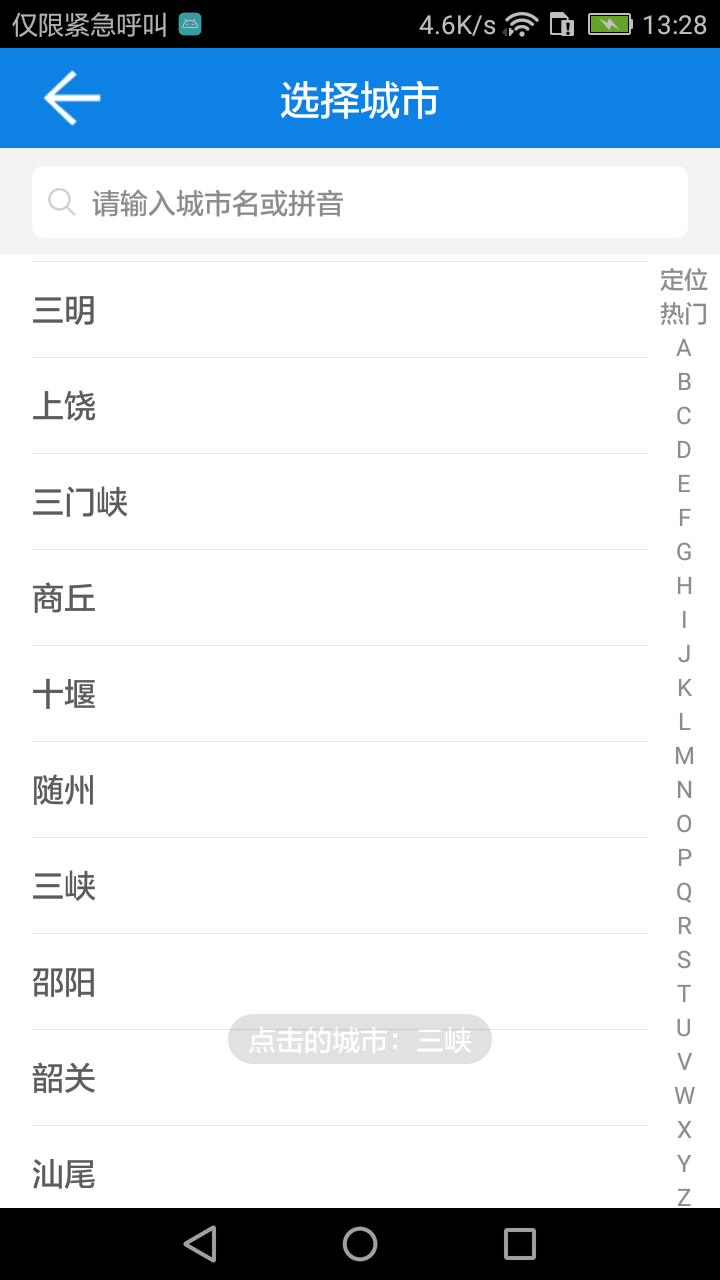 仅限紧急呼叫 4.6K/s 13:28
选择城市
请输入城市名或拼音
三明
上饶
三门峡
商丘
十堰
随州
三峡
邵阳
点击的城市：三峡
韶关
汕尾
定位
热门
A
B
C
D
E
F
G
H
I
J
K
L
M
N
O
P
Q
R
S
T
U
V
W
X
Y
Z